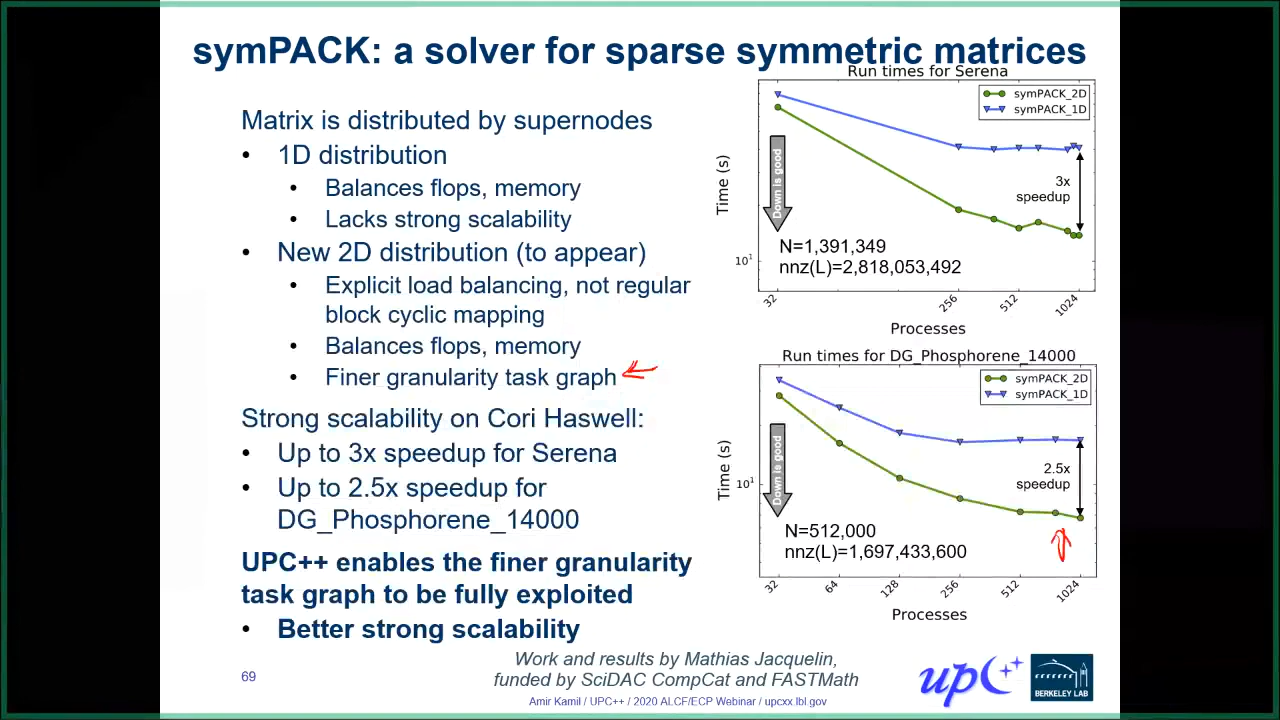 symPACK: a solver for sparse symmetric matrices
Matrix is distributed by supernodes
• 1D distribution
• Balances flops, memory
• Lacks strong scalability
• New 2D distribution (to appear)
• Explicit load balancing, not regular
block cyclic mapping
• Balances flops, memory
• Finer granularity task graph
Strong scalability on Cori Haswell:
• Up to 3x speedup for Serena
• Up to 2.5x speedup for
DG_Phosphorene_14000
UPC++ enables the finer granularity
task graph to be fully exploited
• Better strong scalability
Run times for Serena
symPACK_2D
symPACK_1D
Time (s)
Down is good
3x
speedup
N=1,391,349
nnz(L)=2,818,053,492
10¹
32
256
512
1024
Processes
Run times for DG_Phosphorene_14000
symPACK_2D
symPACK_1D
Time (s)
Down is good
2.5x
speedup
10¹
N=512,000
nnz(L)=1,697,433,600
32
64
128
256
512
1024
Processes
Work and results by Mathias Jacquelin,
funded by SciDAC CompCat and FASTMath
69
Amir Kamil / UPC++ / 2020 ALCF/ECP Webinar / upcxx.lbl.gov
upC++
BERKELEY LAB